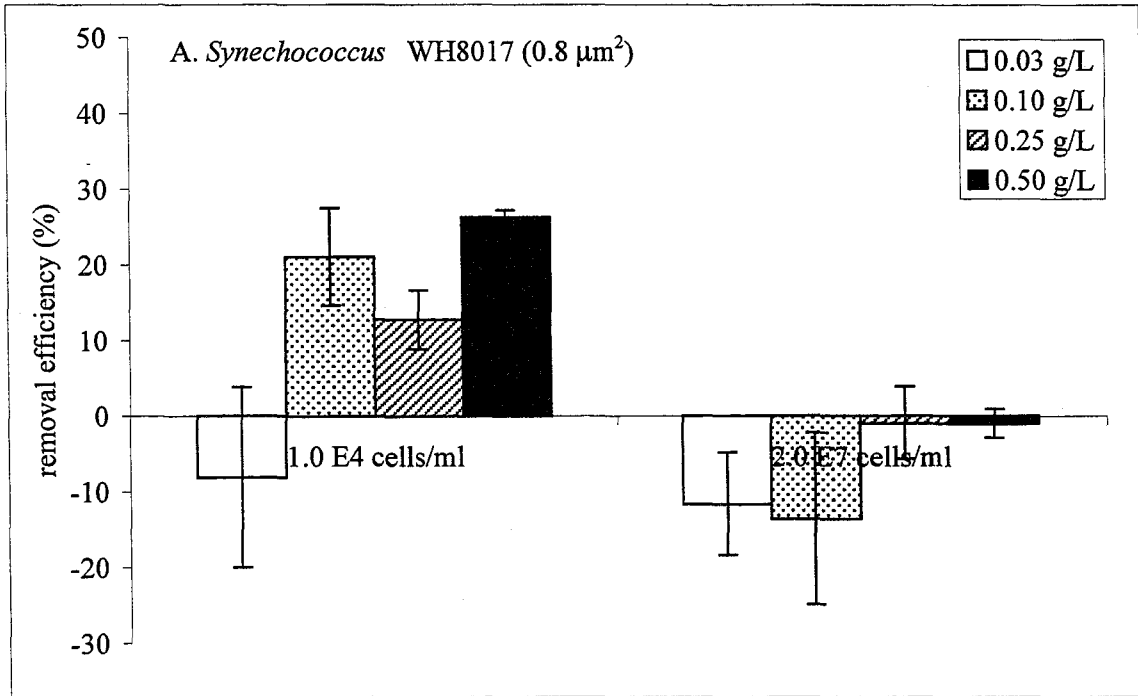 A. Synechococcus WH8017 (0.8 μm²)
0.03 g/L
0.10 g/L
0.25 g/L
0.50 g/L
removal efficiency (%)
50
40
30
20
10
0
-10
-20
-30
1.0 E4 cells/ml
2.0 E7 cells/ml